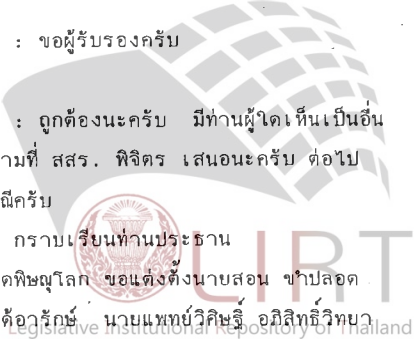 : ขอผู้รับรองครับ
: ถูกต้องนะครับ มีท่านผู้ใดเห็นเป็นอื่น
ามที่ สสร. พิจิตร เสนอนะครับ ต่อไป
ณีครับ
กราบเรียนท่านประธาน
ดพิษณุโลก ขอแต่งตั้งนายสอน ขำปลอด
ด้อารักษ์ นายแพทย์วิศิษฐ์ อภิสิทธิ์วิทยา
LIRT
Legislative Institutional Repository of Thailand